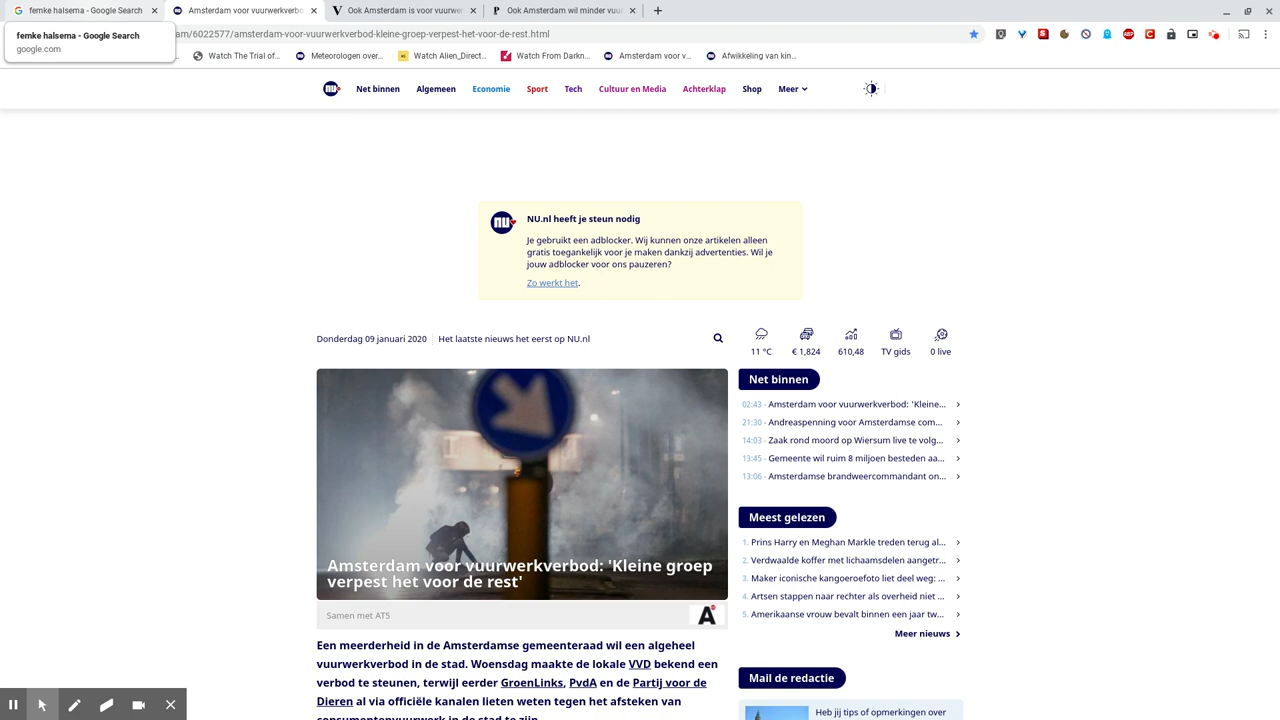 femke halsema - Google Search
Amsterdam voor vuurwerkverbo
Ook Amsterdam is voor vuurwer
Ook Amsterdam wil minder vuu
femke halsema - Google Search
google.com
am/6022577/amsterdam-voor-vuurwerkverbod-kleine-groep-verpest-het-voor-de-rest.html
Watch The Trial of...
Meteorologen over...
Watch Alien_Direct...
Watch From Darkn...
Amsterdam voor v...
Afwikkeling van kin...
nu
Net binnen
Algemeen
Economie
Sport
Tech
Cultuur en Media
Achterklap
Shop
Meer
nu
NU.nl heeft je steun nodig
Je gebruikt een adblocker. Wij kunnen onze artikelen alleen
gratis toegankelijk voor je maken dankzij advertenties. Wil je
jouw adblocker voor ons pauzeren?
Zo werkt het.
Donderdag 09 januari 2020
Het laatste nieuws het eerst op NU.nl
11 °C
€ 1,824
610,48
TV gids
0 live
Amsterdam voor vuurwerkverbod: 'Kleine groep
verpest het voor de rest'
Samen met AT5
A
Een meerderheid in de Amsterdamse gemeenteraad wil een algeheel
vuurwerkverbod in de stad. Woensdag maakte de lokale VVD bekend een
verbod te steunen, terwijl eerder GroenLinks, PvdA en de Partij voor de
Dieren al via officiële kanalen lieten weten tegen het afsteken van
consumentenvuurwerk in de stad te zijn.
Net binnen
02:43 - Amsterdam voor vuurwerkverbod: 'Kleine...
21:30 - Andreaspenning voor Amsterdamse com...
14:03 - Zaak rond moord op Wiersum live te volg...
13:45 - Gemeente wil ruim 8 miljoen besteden aa...
13:06 - Amsterdamse brandweercommandant on...
Meest gelezen
1. Prins Harry en Meghan Markle treden terug al...
2. Verdwaalde koffer met lichaamsdelen aangetr...
3. Maker iconische kangoeroefoto liet deel weg: ...
4. Artsen stappen naar rechter als overheid niet ...
5. Amerikaanse vrouw bevalt binnen een jaar tw...
Meer nieuws
Mail de redactie
Heb jij tips of opmerkingen over